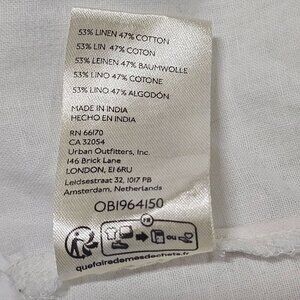 53% LINEN 47% COTTON
53% LIN 47% COTON
53% LEINEN 47% BAUMWOLLE
53% LINO 47% COTONE
53% LINO 47% ALGODÓN
MADE IN INDIA
HECHO EN INDIA
RN 66170
CA 32054
Urban Outfitters, Inc.
146 Brick Lane
LONDON, E1 6RU
Leidsestraat 32, 1017 PB
Amsterdam, Netherlands
OB1964150
FR
OU
quefairedemesdechets.fr